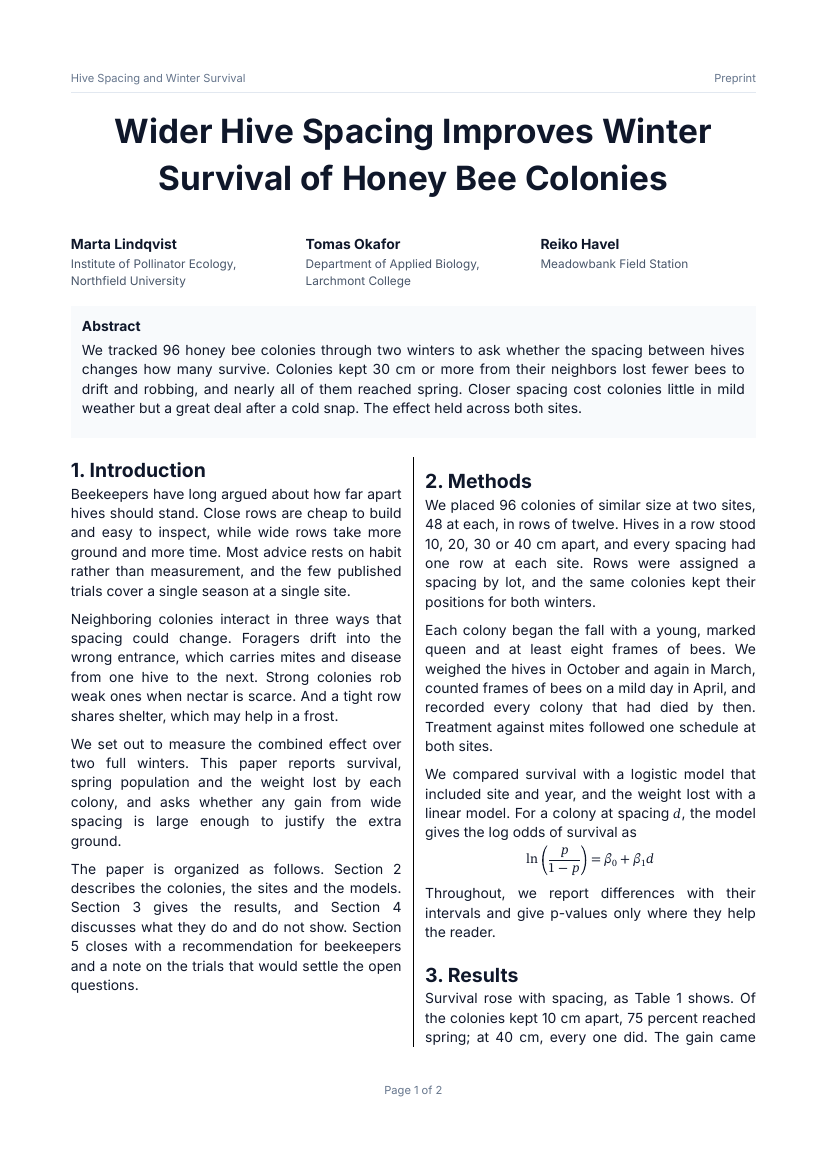 Hive Spacing and Winter Survival
Preprint
Wider Hive Spacing Improves Winter
Survival of Honey Bee Colonies
Marta Lindqvist
Institute of Pollinator Ecology,
Northfield University
Tomas Okafor
Department of Applied Biology,
Larchmont College
Reiko Havel
Meadowbank Field Station
Abstract
We tracked 96 honey bee colonies through two winters to ask whether the spacing between hives
changes how many survive. Colonies kept 30 cm or more from their neighbors lost fewer bees to
drift and robbing, and nearly all of them reached spring. Closer spacing cost colonies little in mild
weather but a great deal after a cold snap. The effect held across both sites.
1. Introduction
Beekeepers have long argued about how far apart
hives should stand. Close rows are cheap to build
and easy to inspect, while wide rows take more
ground and more time. Most advice rests on habit
rather than measurement, and the few published
trials cover a single season at a single site.
Neighboring colonies interact in three ways that
spacing could change. Foragers drift into the
wrong entrance, which carries mites and disease
from one hive to the next. Strong colonies rob
weak ones when nectar is scarce. And a tight row
shares shelter, which may help in a frost.
We set out to measure the combined effect over
two full winters. This paper reports survival,
spring population and the weight lost by each
colony, and asks whether any gain from wide
spacing is large enough to justify the extra
ground.
The paper is organized as follows. Section 2
describes the colonies, the sites and the models.
Section 3 gives the results, and Section 4
discusses what they do and do not show. Section
5 closes with a recommendation for beekeepers
and a note on the trials that would settle the open
questions.
2. Methods
We placed 96 colonies of similar size at two sites,
48 at each, in rows of twelve. Hives in a row stood
10, 20, 30 or 40 cm apart, and every spacing had
one row at each site. Rows were assigned a
spacing by lot, and the same colonies kept their
positions for both winters.
Each colony began the fall with a young, marked
queen and at least eight frames of bees. We
weighed the hives in October and again in March,
counted frames of bees on a mild day in April, and
recorded every colony that had died by then.
Treatment against mites followed one schedule at
both sites.
We compared survival with a logistic model that
included site and year, and the weight lost with a
linear model. For a colony at spacing d, the model
gives the log odds of survival as
ln(p/(1 − p)) = β₀ + β₁d
Throughout, we report differences with their
intervals and give p-values only where they help
the reader.
3. Results
Survival rose with spacing, as Table 1 shows. Of
the colonies kept 10 cm apart, 75 percent reached
spring; at 40 cm, every one did. The gain came
Page 1 of 2